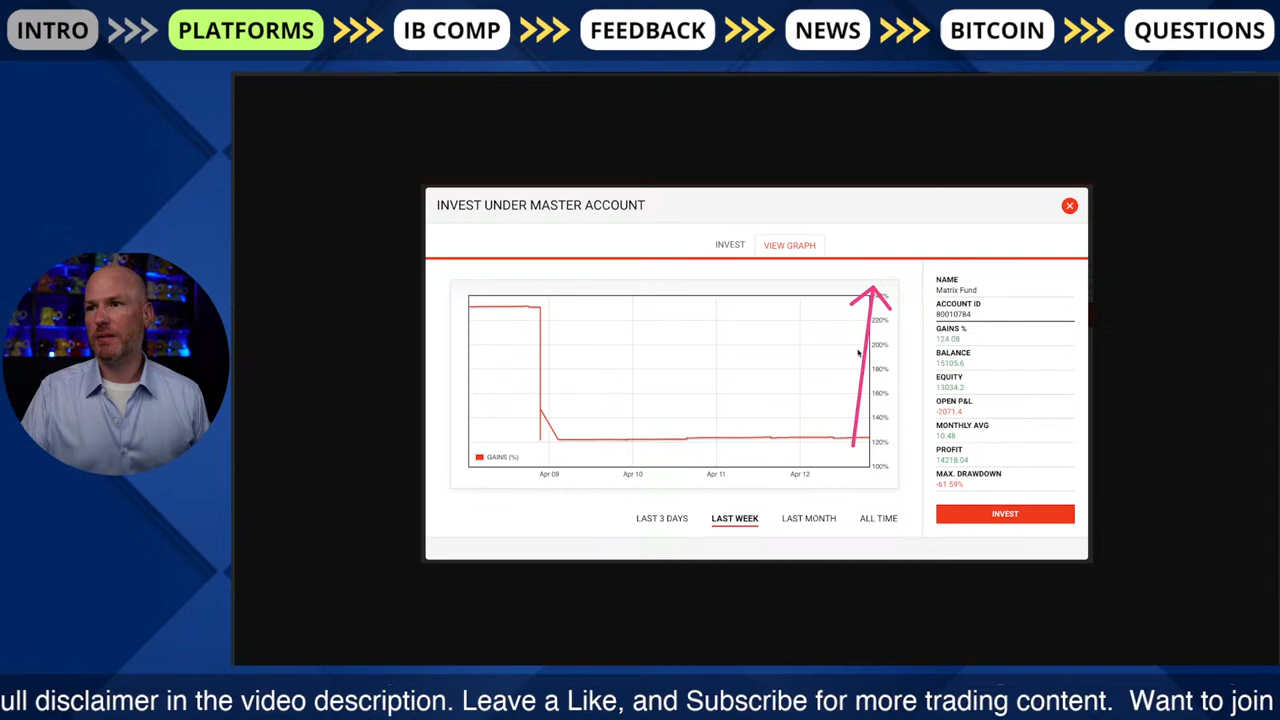 INTRO
PLATFORMS
IB COMP
FEEDBACK
NEWS
BITCOIN
QUESTIONS
INVEST UNDER MASTER ACCOUNT
INVEST
VIEW GRAPH
220%
200%
180%
160%
140%
120%
100%
GAINS (%)
Apr 09
Apr 10
Apr 11
Apr 12
LAST 3 DAYS
LAST WEEK
LAST MONTH
ALL TIME
NAME
Matrix Fund
ACCOUNT ID
80010784
GAINS %
124.08
BALANCE
15105.6
EQUITY
13034.2
OPEN P&L
-2071.4
MONTHLY AVG
10.48
PROFIT
14218.04
MAX. DRAWDOWN
-61.59%
INVEST
ull disclaimer in the video description. Leave a Like, and Subscribe for more trading content. Want to join